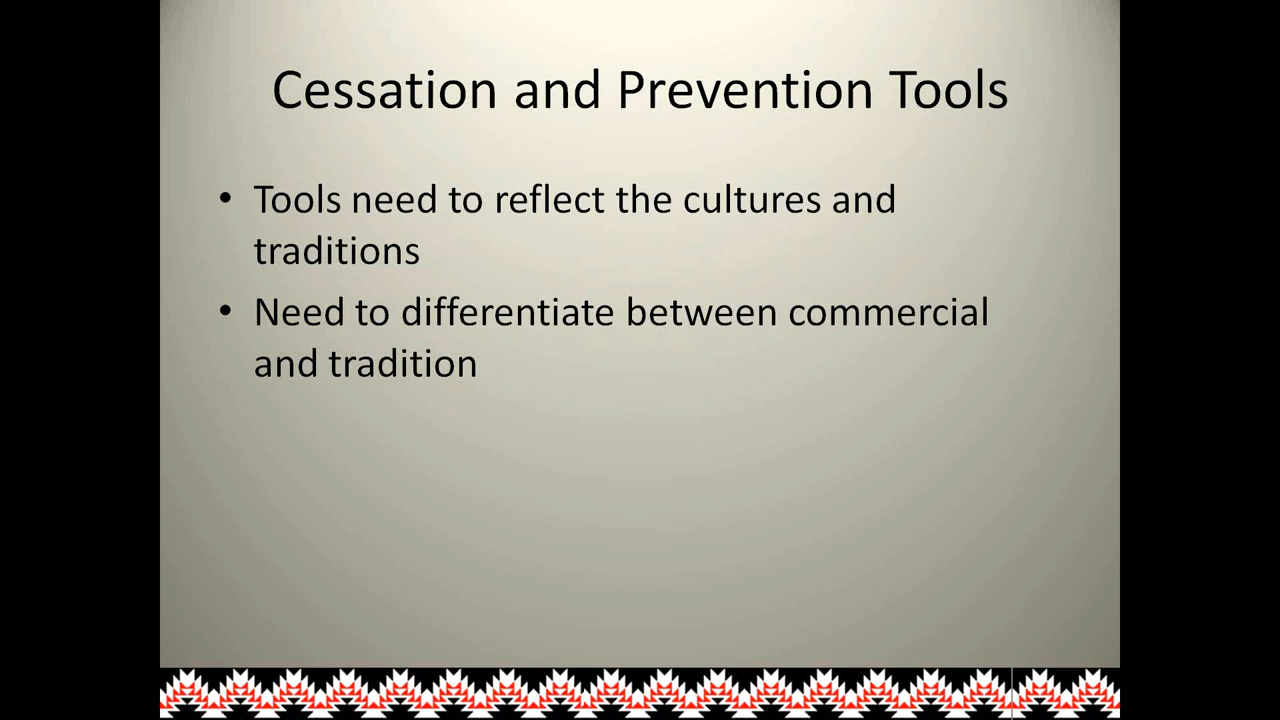 Cessation and Prevention Tools
• Tools need to reflect the cultures and
traditions
• Need to differentiate between commercial
and tradition